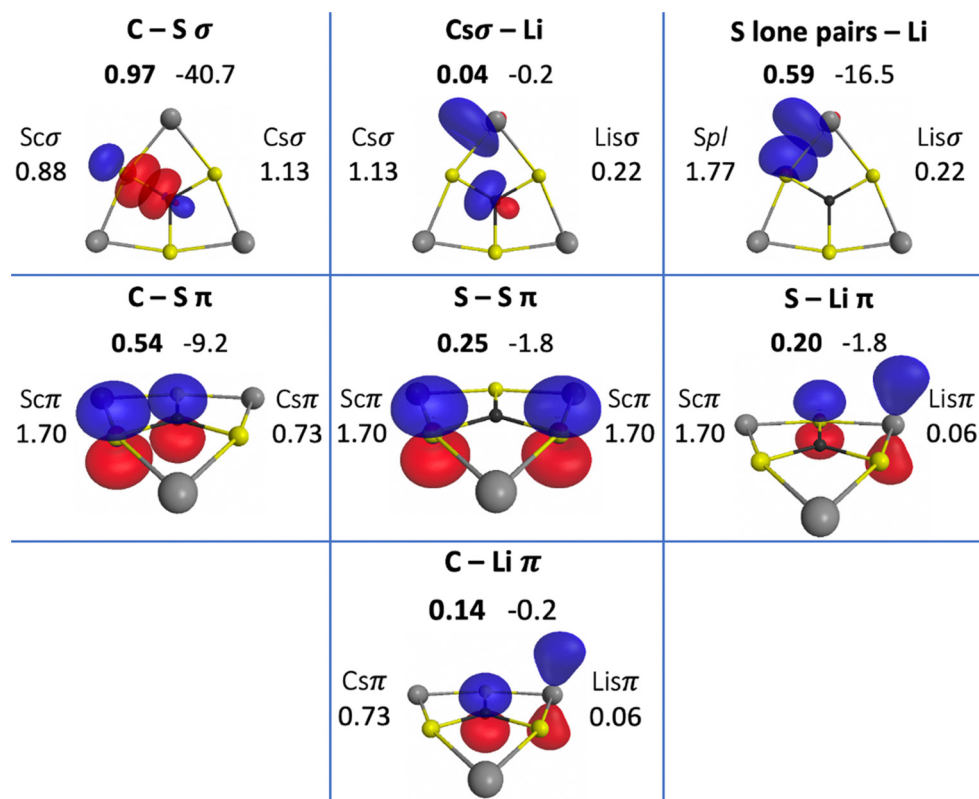 C – S σ
0.97 -40.7
Scσ
0.88
Csσ
1.13
Csσ – Li
0.04 -0.2
Csσ
1.13
Lisσ
0.22
S lone pairs – Li
0.59 -16.5
Spl
1.77
Lisσ
0.22
C – S π
0.54 -9.2
Scπ
1.70
Csπ
0.73
S – S π
0.25 -1.8
Scπ
1.70
Scπ
1.70
S – Li π
0.20 -1.8
Scπ
1.70
Lisπ
0.06
C – Li π
0.14 -0.2
Csπ
0.73
Lisπ
0.06